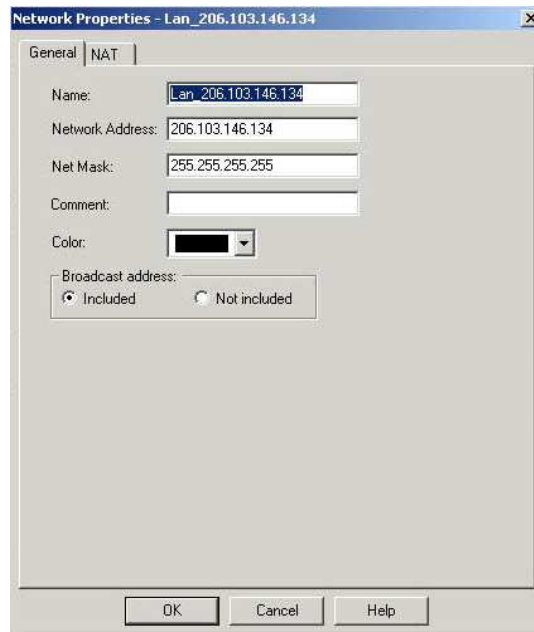 Network Properties - Lan_206.103.146.134
General NAT
Name: Lan_206.103.146.134
Network Address: 206.103.146.134
Net Mask: 255.255.255.255
Comment:
Color:
Broadcast address:
Included Not included
OK Cancel Help